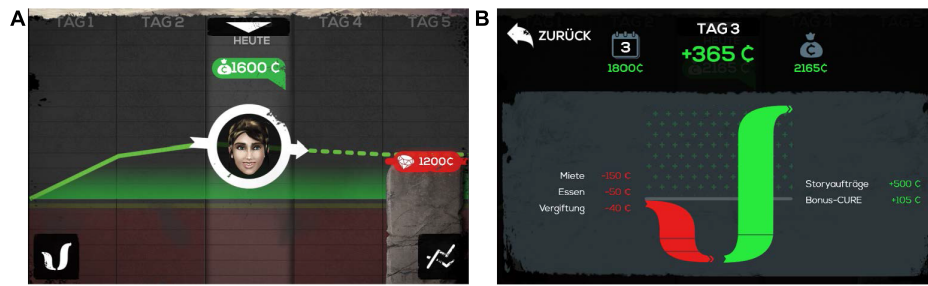 A
TAG 1 TAG 2 TAG 4 TAG 5
HEUTE
1600 ₵
1200₵
B
ZURÜCK
TAG 3
3
+365 ₵
1800₵
2165₵
Miete -150 ₵
Essen -50 ₵
Vergiftung -40 ₵
Storyaufträge +500 ₵
Bonus-CURE +105 ₵